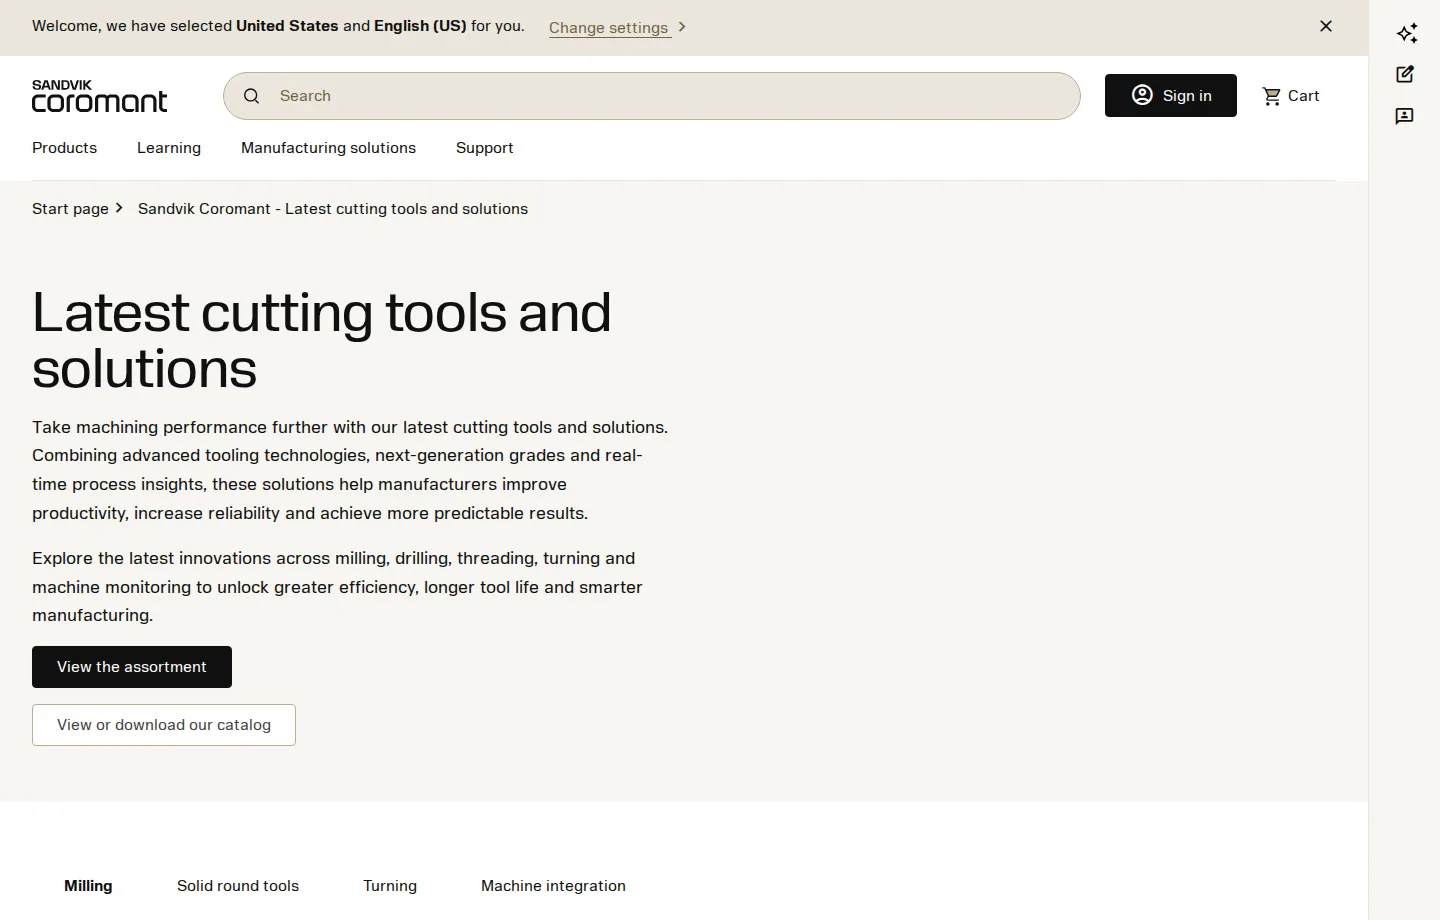 Welcome, we have selected United States and English (US) for you. Change settings
SANDVIK
coromant
Search
Sign in
Cart
Products Learning Manufacturing solutions Support
Start page Sandvik Coromant - Latest cutting tools and solutions
Latest cutting tools and
solutions
Take machining performance further with our latest cutting tools and solutions.
Combining advanced tooling technologies, next-generation grades and real-
time process insights, these solutions help manufacturers improve
productivity, increase reliability and achieve more predictable results.
Explore the latest innovations across milling, drilling, threading, turning and
machine monitoring to unlock greater efficiency, longer tool life and smarter
manufacturing.
View the assortment
View or download our catalog
Milling Solid round tools Turning Machine integration